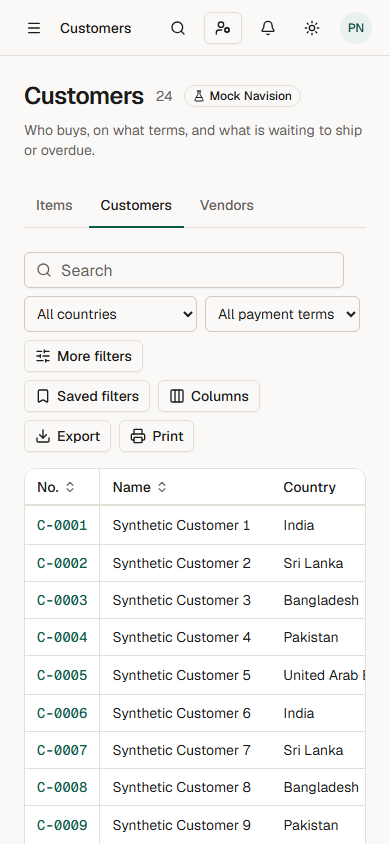 Customers
PN
Customers 24 Mock Navision
Who buys, on what terms, and what is waiting to ship
or overdue.
Items Customers Vendors
Search
All countries All payment terms
More filters
Saved filters Columns
Export Print
No. Name Country
C-0001 Synthetic Customer 1 India
C-0002 Synthetic Customer 2 Sri Lanka
C-0003 Synthetic Customer 3 Bangladesh
C-0004 Synthetic Customer 4 Pakistan
C-0005 Synthetic Customer 5 United Arab
C-0006 Synthetic Customer 6 India
C-0007 Synthetic Customer 7 Sri Lanka
C-0008 Synthetic Customer 8 Bangladesh
C-0009 Synthetic Customer 9 Pakistan